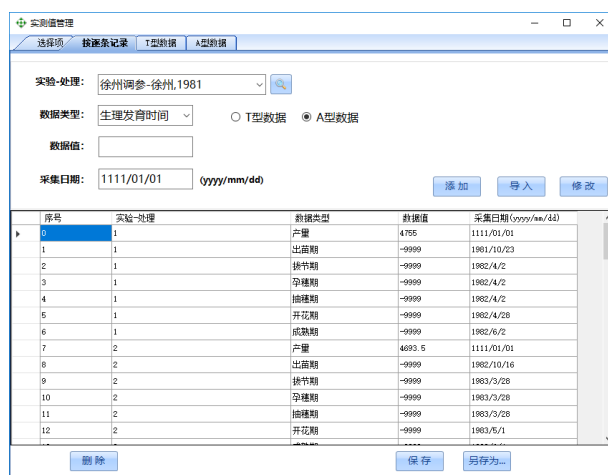 实测值管理
选择项 按逐条记录 T型数据 A型数据
实验-处理: 徐州调参-徐州,1981
数据类型: 生理发育时间 T型数据 A型数据
数据值:
采集日期: 1111/01/01 (yyyy/mm/dd)
添加 导入 修改
序号 实验-处理 数据类型 数据值 采集日期(yyyy/mm/dd)
0 1 产量 4755 1111/01/01
1 1 出苗期 -9999 1981/10/23
2 1 拔节期 -9999 1982/4/2
3 1 孕穗期 -9999 1982/4/2
4 1 抽穗期 -9999 1982/4/2
5 1 开花期 -9999 1982/4/28
6 1 成熟期 -9999 1982/6/2
7 2 产量 4693.5 1111/01/01
8 2 出苗期 -9999 1982/10/16
9 2 拔节期 -9999 1983/3/28
10 2 孕穗期 -9999 1983/3/28
11 2 抽穗期 -9999 1983/3/28
12 2 开花期 -9999 1983/5/1
删除 保存 另存为...